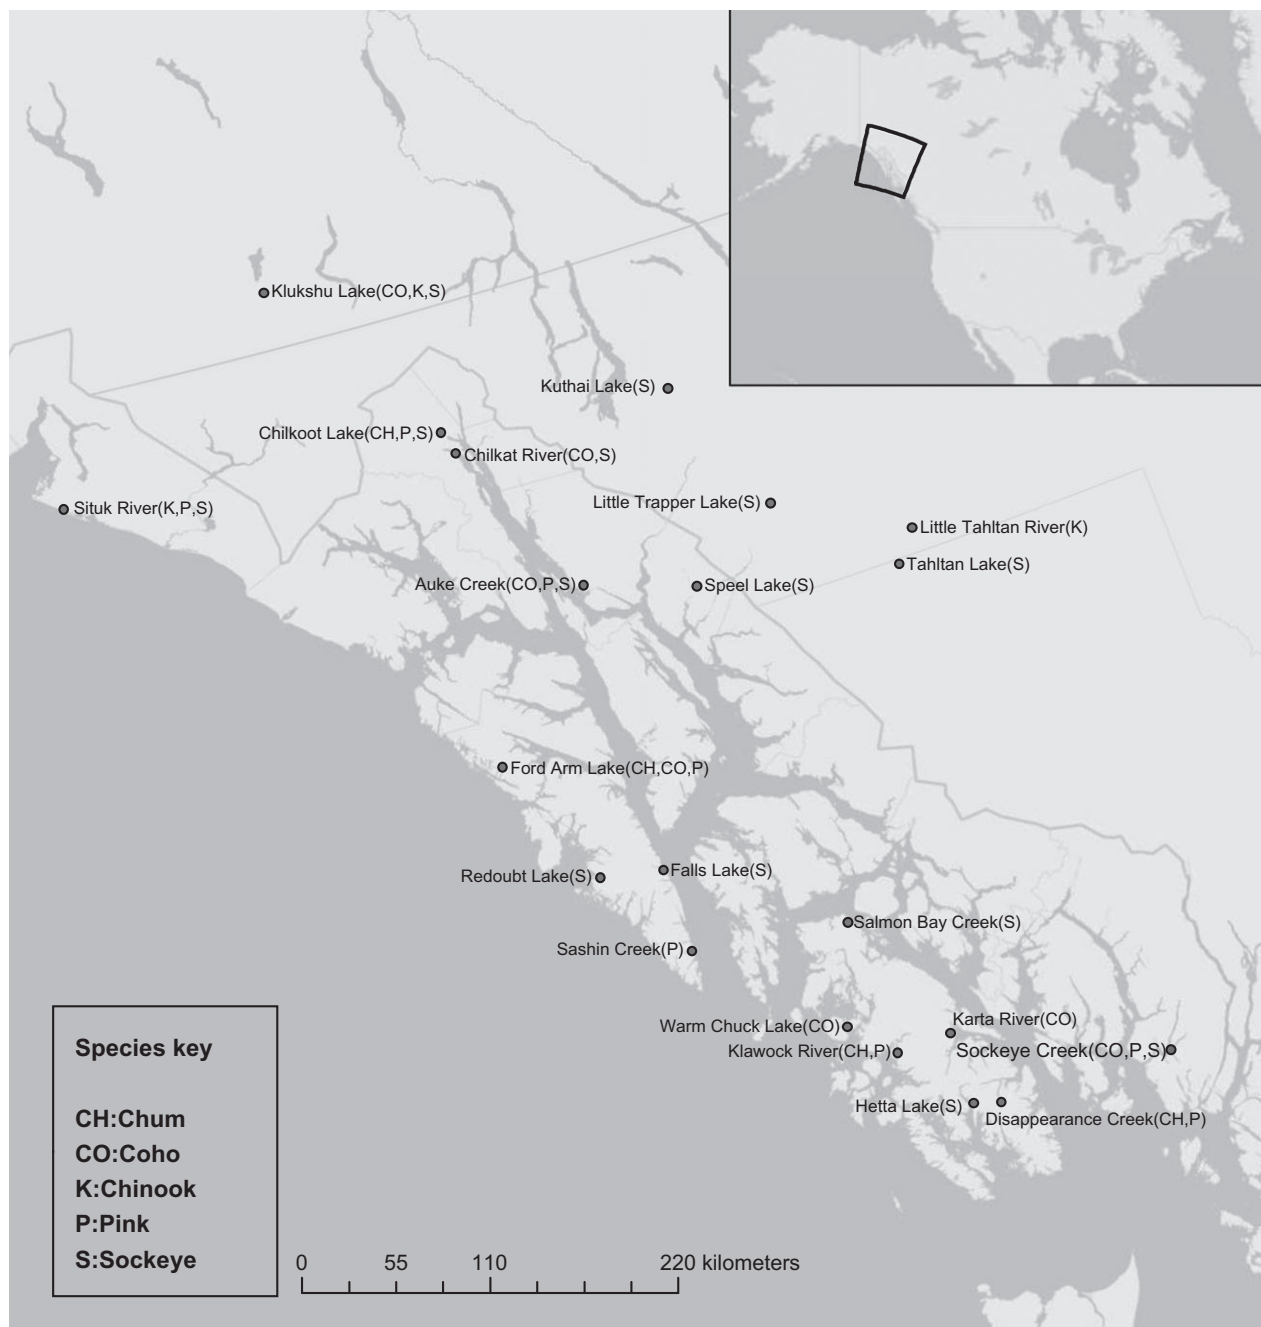 Klukshu Lake(CO,K,S)
Kuthai Lake(S)
Chilkoot Lake(CH,P,S)
Chilkat River(CO,S)
Little Trapper Lake(S)
Situk River(K,P,S)
Little Tahltan River(K)
Tahltan Lake(S)
Auke Creek(CO,P,S)
Speel Lake(S)
Ford Arm Lake(CH,CO,P)
Falls Lake(S)
Redoubt Lake(S)
Salmon Bay Creek(S)
Sashin Creek(P)
Karta River(CO)
Warm Chuck Lake(CO)
Klawock River(CH,P)
Sockeye Creek(CO,P,S)
Hetta Lake(S)
Disappearance Creek(CH,P)
Species key
CH:Chum
CO:Coho
K:Chinook
P:Pink
S:Sockeye
0 55 110 220 kilometers